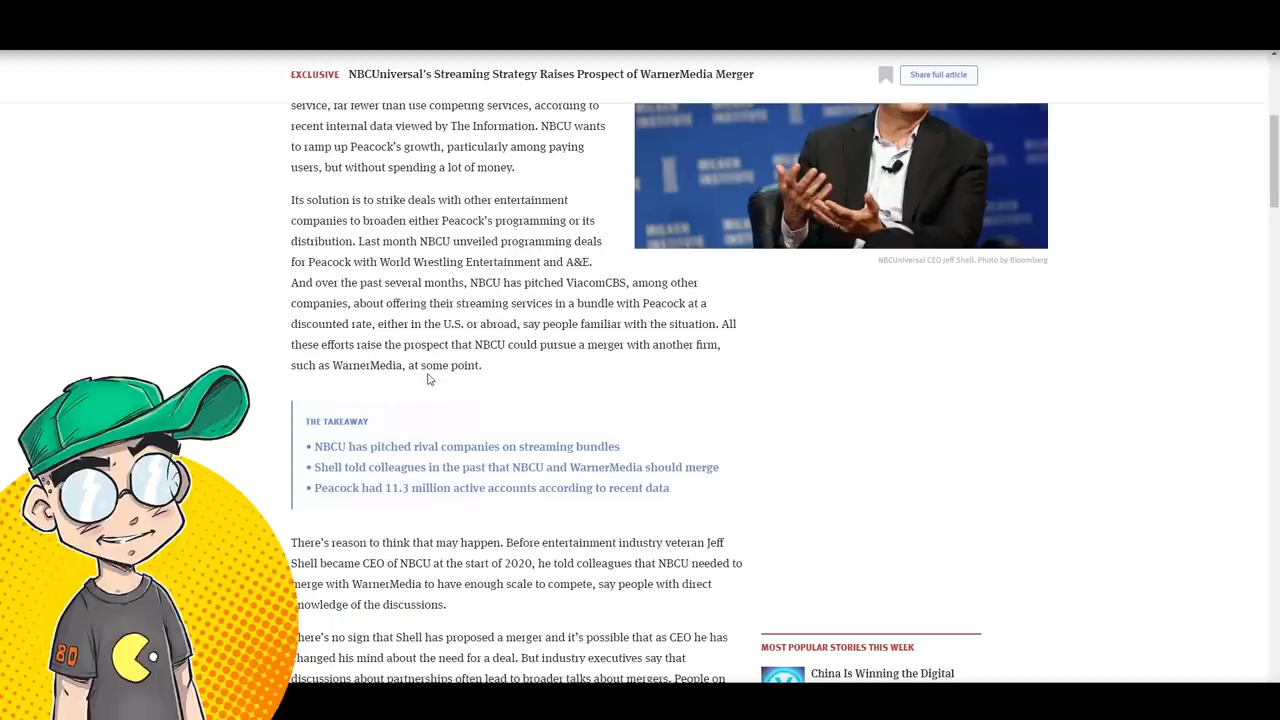 EXCLUSIVE NBCUniversal's Streaming Strategy Raises Prospect of WarnerMedia Merger
Share full article
service, far fewer than use competing services, according to
recent internal data viewed by The Information. NBCU wants
to ramp up Peacock's growth, particularly among paying
users, but without spending a lot of money.
Its solution is to strike deals with other entertainment
companies to broaden either Peacock's programming or its
distribution. Last month NBCU unveiled programming deals
for Peacock with World Wrestling Entertainment and A&E.
And over the past several months, NBCU has pitched ViacomCBS, among other
companies, about offering their streaming services in a bundle with Peacock at a
discounted rate, either in the U.S. or abroad, say people familiar with the situation. All
these efforts raise the prospect that NBCU could pursue a merger with another firm,
such as WarnerMedia, at some point.
MILKEN
INSTITUTE
NBCUniversal CEO Jeff Shell. Photo by Bloomberg
THE TAKEAWAY
• NBCU has pitched rival companies on streaming bundles
• Shell told colleagues in the past that NBCU and WarnerMedia should merge
• Peacock had 11.3 million active accounts according to recent data
There's reason to think that may happen. Before entertainment industry veteran Jeff
Shell became CEO of NBCU at the start of 2020, he told colleagues that NBCU needed to
merge with WarnerMedia to have enough scale to compete, say people with direct
knowledge of the discussions.
There's no sign that Shell has proposed a merger and it's possible that as CEO he has
changed his mind about the need for a deal. But industry executives say that
discussions about partnerships often lead to broader talks about mergers. People on
MOST POPULAR STORIES THIS WEEK
China Is Winning the Digital
80